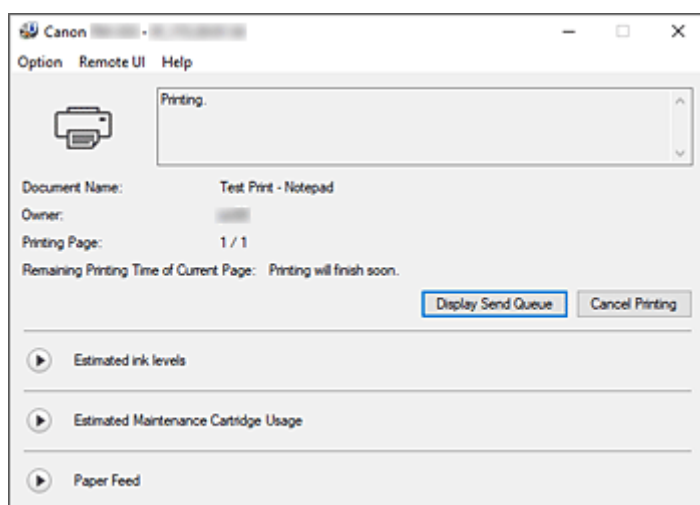 Canon -
Option Remote UI Help
Printing.
Document Name: Test Print - Notepad
Owner:
Printing Page: 1 / 1
Remaining Printing Time of Current Page: Printing will finish soon.
Display Send Queue Cancel Printing
Estimated ink levels
Estimated Maintenance Cartridge Usage
Paper Feed